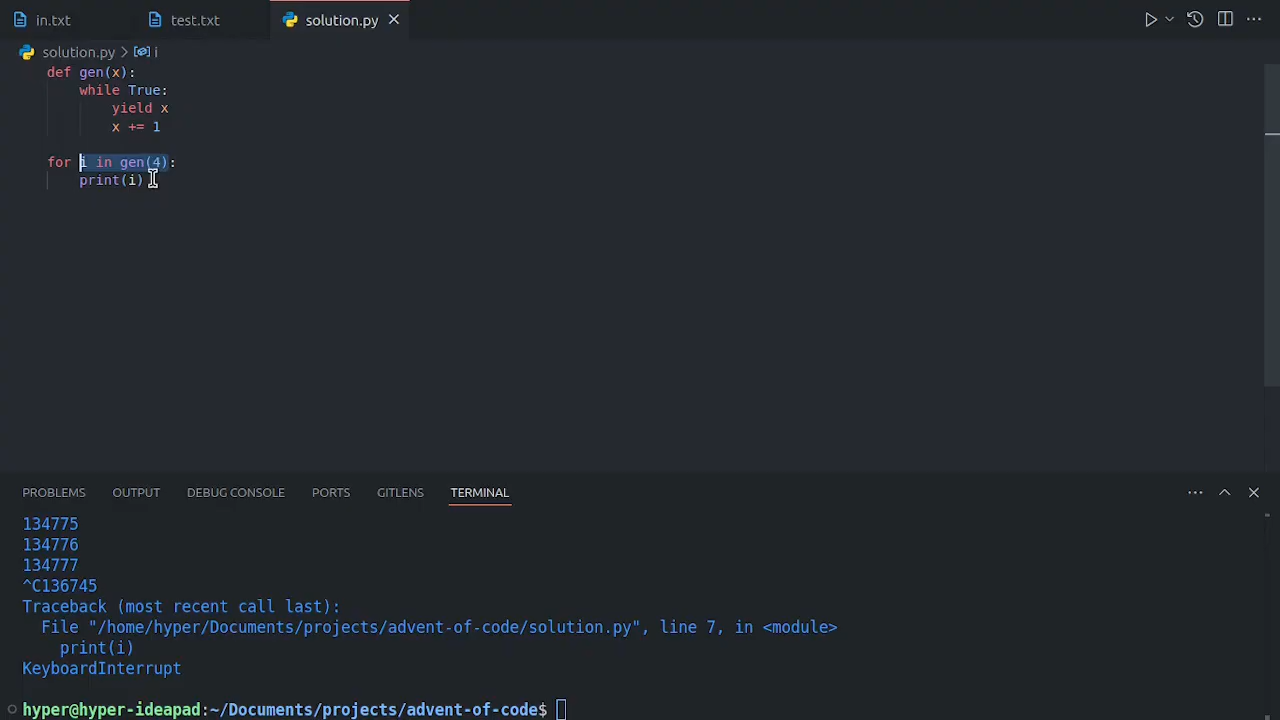 in.txt test.txt solution.py
solution.py > i
def gen(x):
    while True:
        yield x
        x += 1
for i in gen(4):
    print(i)
PROBLEMS OUTPUT DEBUG CONSOLE PORTS GITLENS TERMINAL
134775
134776
134777
^C136745
Traceback (most recent call last):
  File "/home/hyper/Documents/projects/advent-of-code/solution.py", line 7, in <module>
    print(i)
KeyboardInterrupt
hyper@hyper-ideapad:~/Documents/projects/advent-of-code$